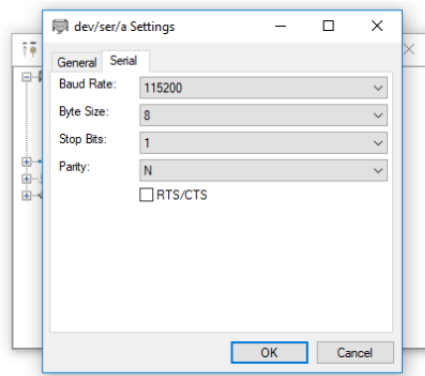 dev/ser/a Settings
General Serial
Baud Rate: 115200
Byte Size: 8
Stop Bits: 1
Parity: N
RTS/CTS
OK Cancel